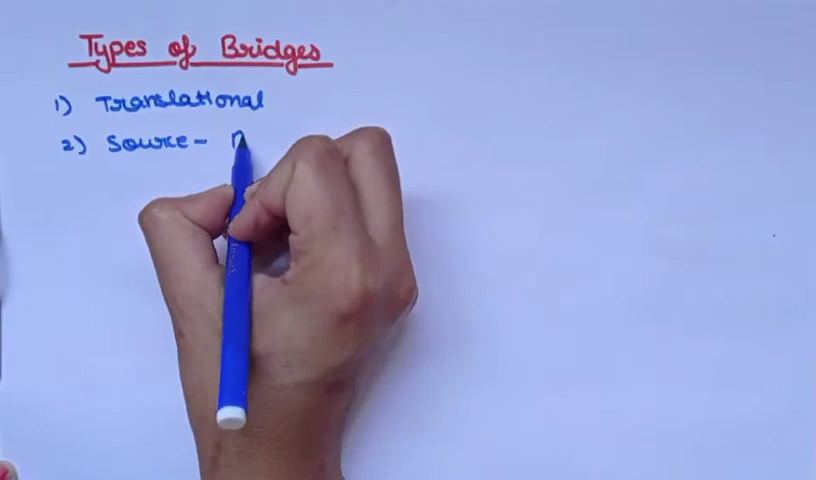 Types of Bridges
1) Translational
2) Source-